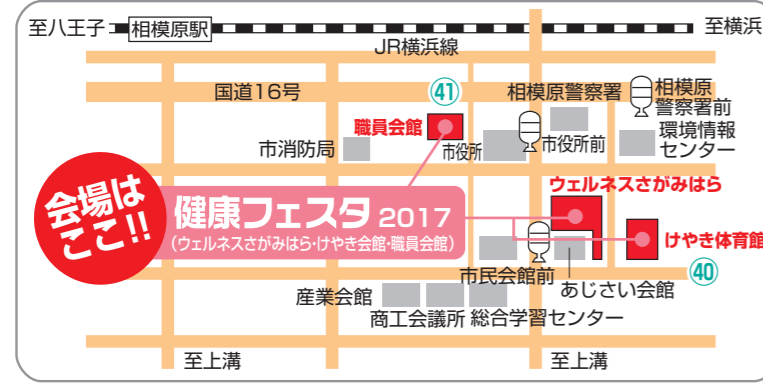 至八王子
相模原駅
至横浜
JR横浜線
国道16号
41
相模原警察署
相模原
警察署前
職員会館
市消防局
市役所
市役所前
環境情報
センター
会場は
ここ!!
健康フェスタ 2017
(ウェルネスさがみはら・けやき会館・職員会館)
ウェルネスさがみはら
けやき体育館
市民会館前
あじさい会館
40
産業会館
商工会議所
総合学習センター
至上溝
至上溝